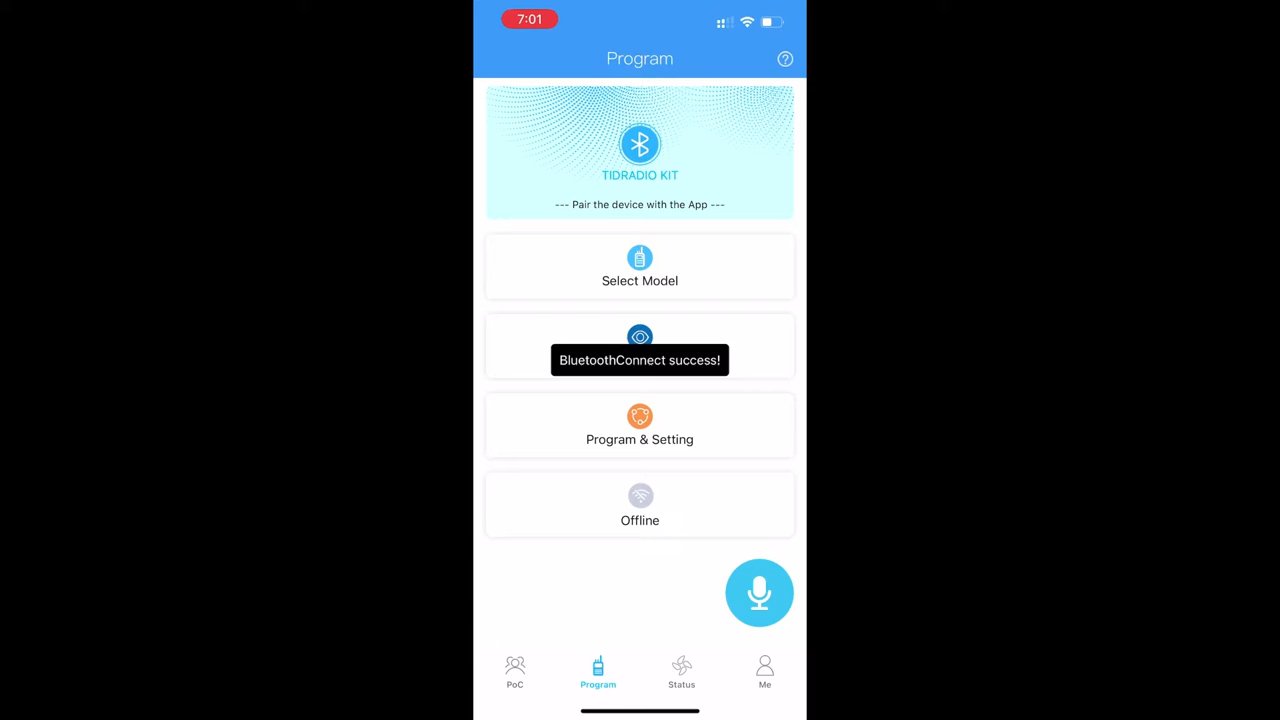 7:01
Program
TIDRADIO KIT
--- Pair the device with the App ---
Select Model
BluetoothConnect success!
Program & Setting
Offline
PoC
Program
Status
Me